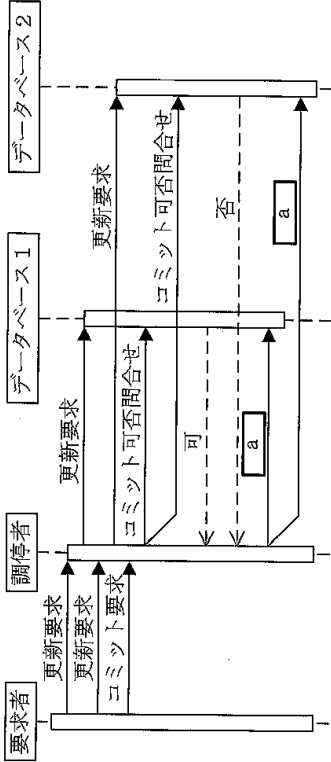 要求者
調停者
データベース1
データベース2
更新要求
更新要求
コミット要求
更新要求
更新要求
コミット可否問合せ
コミット可否問合せ
可
否
a
a